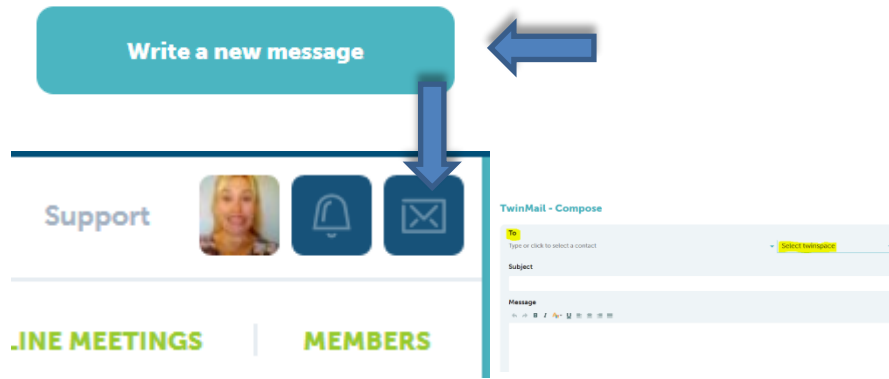 Write a new message
Support
LINE MEETINGS
MEMBERS
TwinMail - Compose
To
Type or click to select a contact
Select twinspace
Subject
Message
B I U